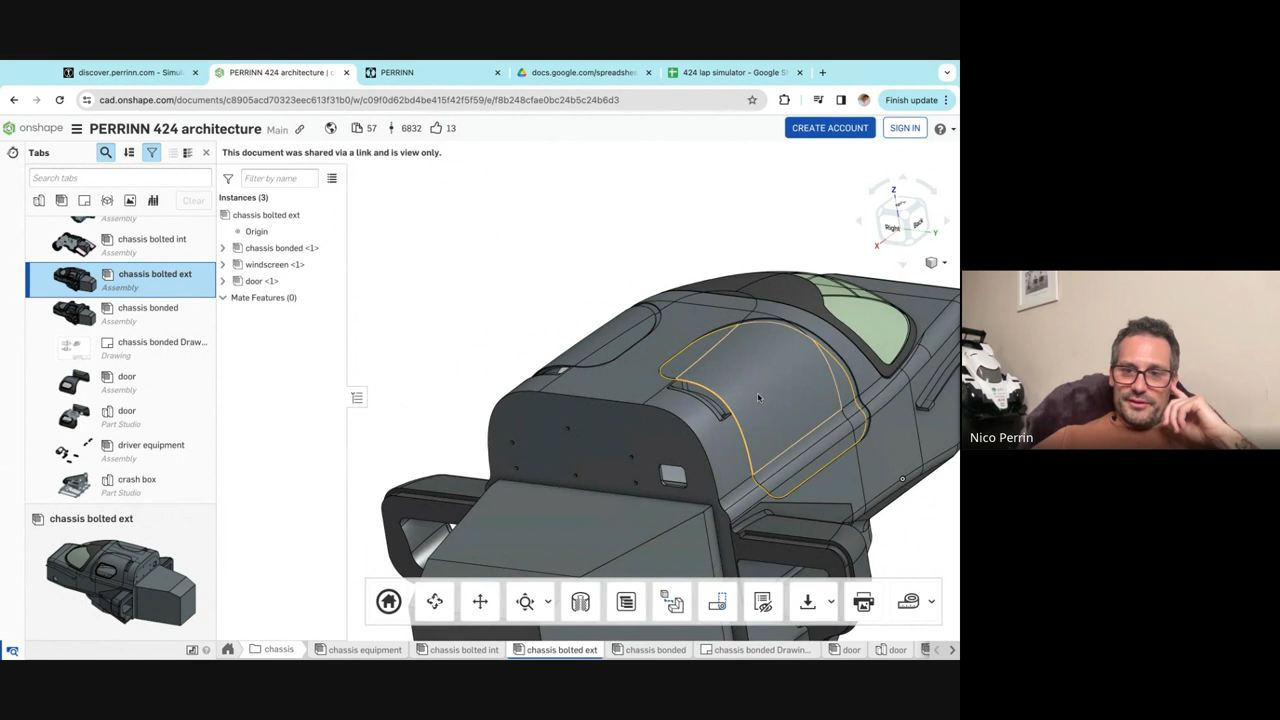 discover.perrinn.com - Simul
PERRINN 424 architecture | c
PERRINN
docs.google.com/spreadshe
424 lap simulator - Google S
cad.onshape.com/documents/c8905acd70323eec613f31b0/w/c09f0d62bd4be415f42f5f59/e/f8b248cfae0bc24b5c24b6d3
Finish update
onshape
PERRINN 424 architecture
Main
57
6832
13
CREATE ACCOUNT
SIGN IN
Tabs
This document was shared via a link and is view only.
Search tabs
Clear
Filter by name
Instances (3)
chassis bolted ext
Origin
chassis bonded <1>
windscreen <1>
door <1>
Mate Features (0)
Assembly
chassis bolted int
Assembly
chassis bolted ext
Assembly
chassis bonded
Assembly
chassis bonded Draw...
Drawing
door
Assembly
door
Part Studio
driver equipment
Assembly
crash box
Part Studio
chassis bolted ext
Z
Right
Back
X
Y
Nico Perrin
chassis
chassis equipment
chassis bolted int
chassis bolted ext
chassis bonded
chassis bonded Drawin...
door
door